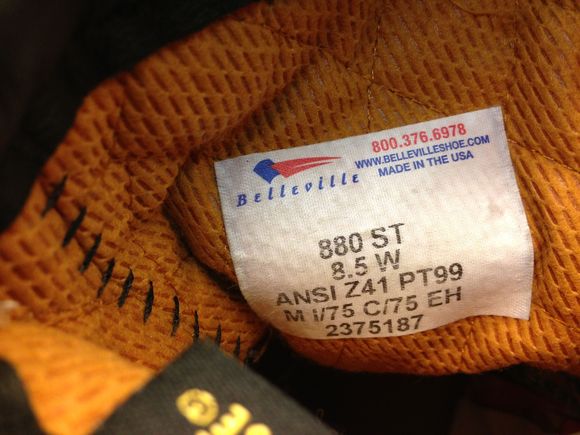 800.376.6978
WWW.BELLEVILLESHOE.COM
MADE IN THE USA
Belleville
880 ST
8.5 W
ANSI Z41 PT99
M I/75 C/75 EH
2375187